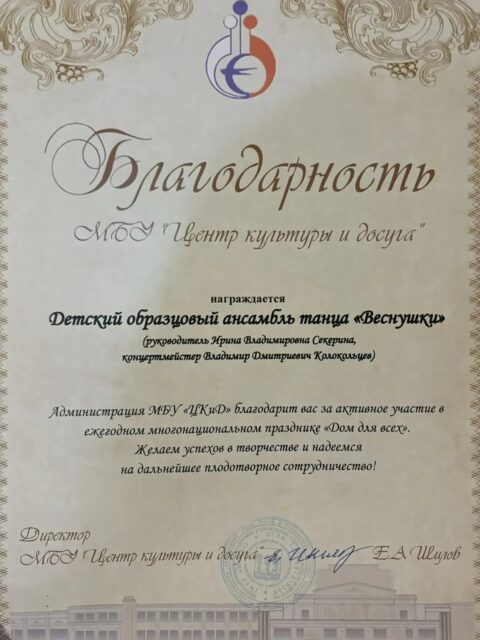 Благодарность
МБУ "Центр культуры и досуга"
награждается
Детский образцовый ансамбль танца «Веснушки»
(руководитель Ирина Владимировна Секерина,
концертмейстер Владимир Дмитриевич Колокольцев)
Администрация МБУ «ЦКиД» благодарит вас за активное участие в
ежегодном многонациональном празднике «Дом для всех».
Желаем успехов в творчестве и надеемся
на дальнейшее плодотворное сотрудничество!
Директор
МБУ "Центр культуры и досуга" Е.А Шилов